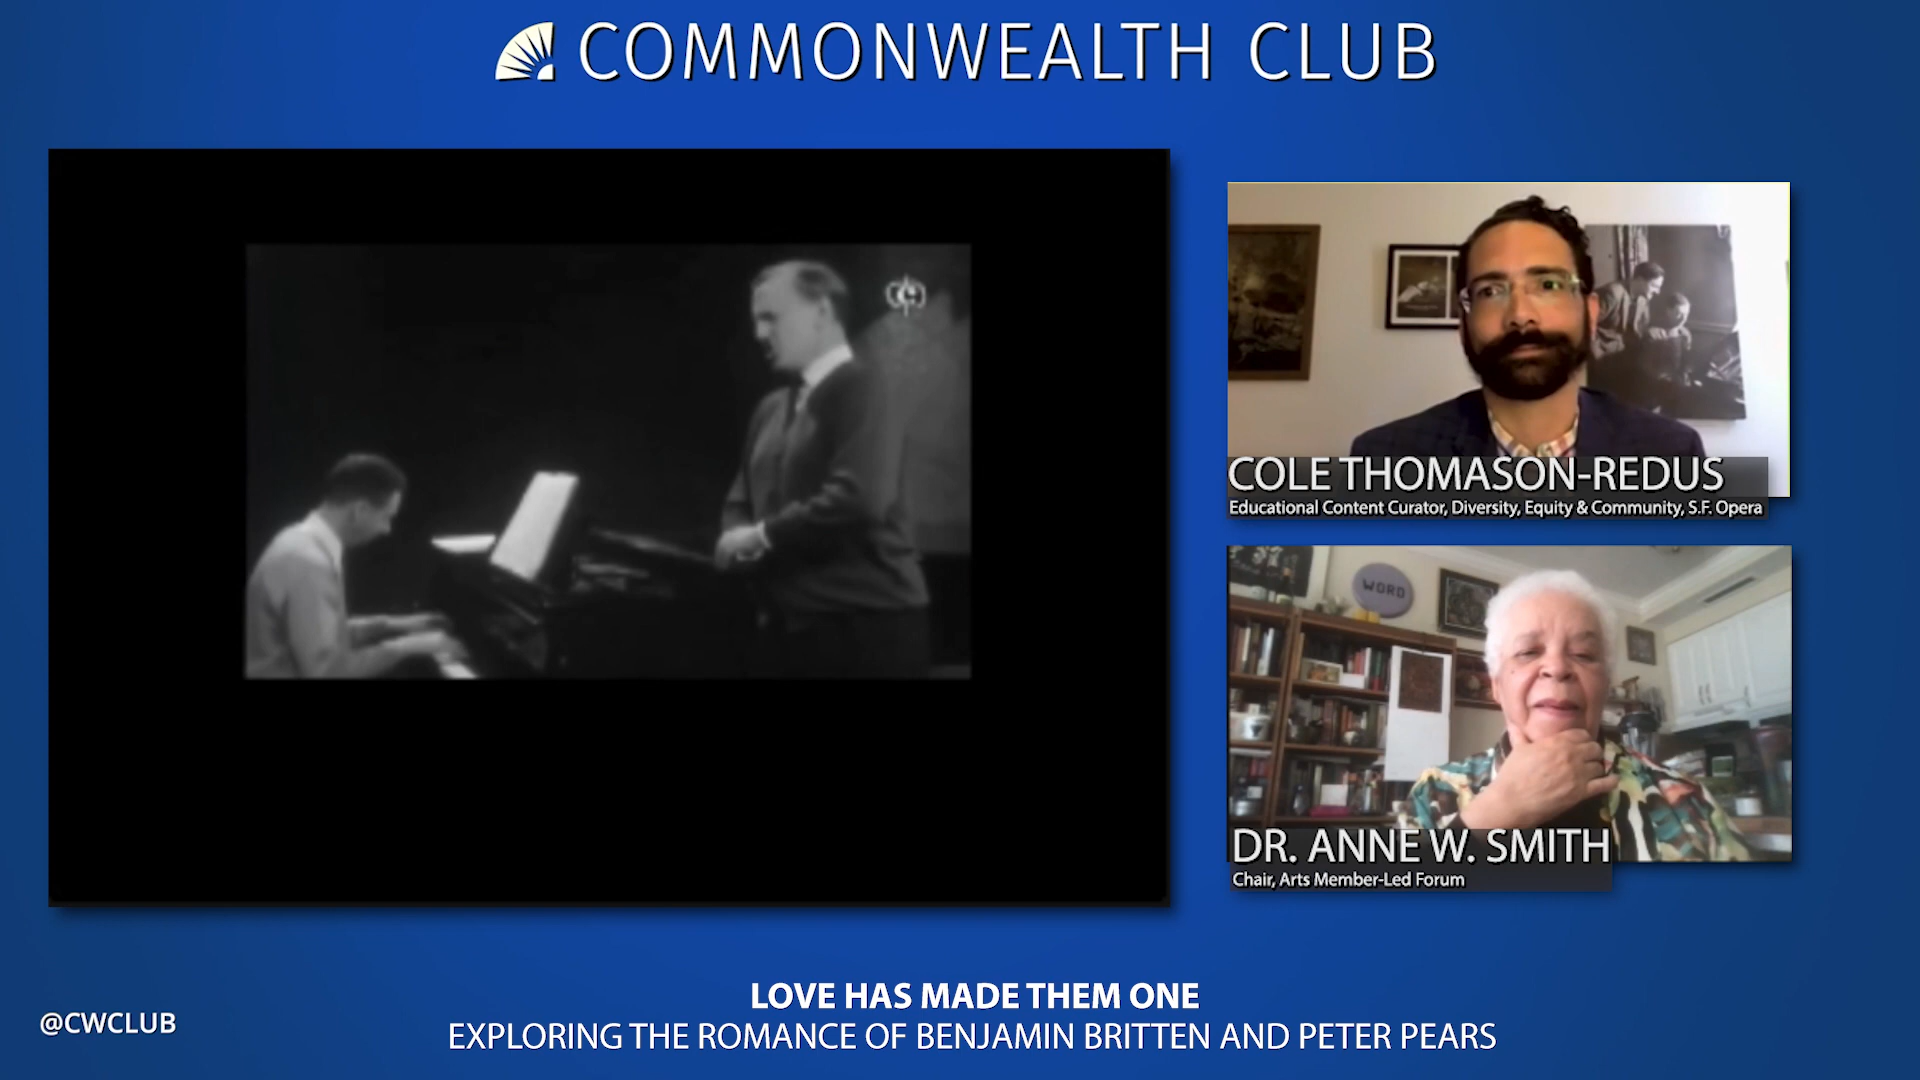 COMMONWEALTH CLUB
COLE THOMASON-REDUS
Educational Content Curator, Diversity, Equity & Community, S.F. Opera
WORD
DR. ANNE W. SMITH
Chair, Arts Member-Led Forum
LOVE HAS MADE THEM ONE
@CWCLUB
EXPLORING THE ROMANCE OF BENJAMIN BRITTEN AND PETER PEARS